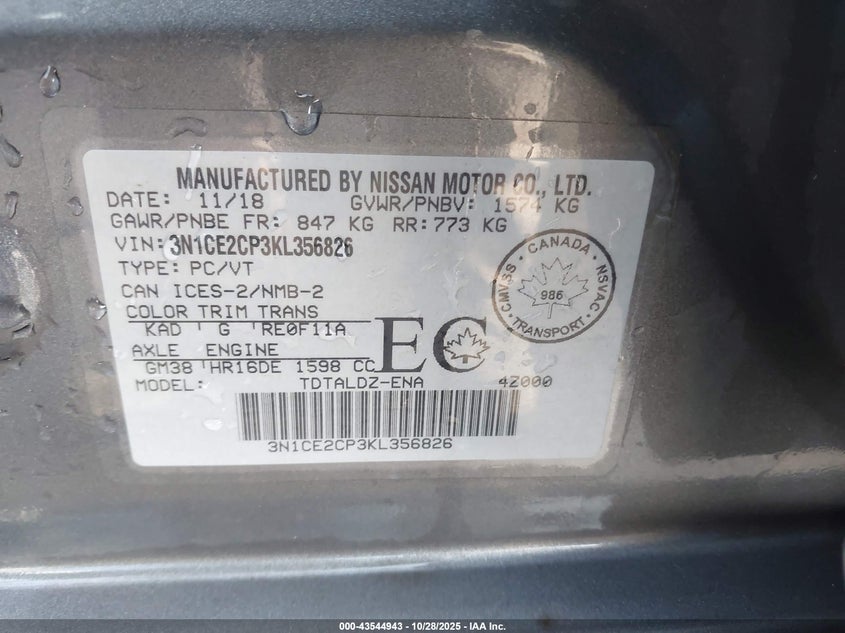 MANUFACTURED BY NISSAN MOTOR CO., LTD.
DATE: 11/18 GVWR/PNBV: 1574 KG
GAWR/PNBE FR: 847 KG RR: 773 KG
VIN: 3N1CE2CP3KL356826
TYPE: PC/VT
CAN ICES-2/NMB-2
COLOR TRIM TRANS
KAD G RE0F11A
AXLE ENGINE
GM38 HR16DE 1598 CC
MODEL: TDTALDZ-ENA 4Z000
3N1CE2CP3KL356826
EC
CANADA
CMVSS NSVAC
986
TRANSPORT
000-43544943 | 10/28/2025 - IAA Inc.